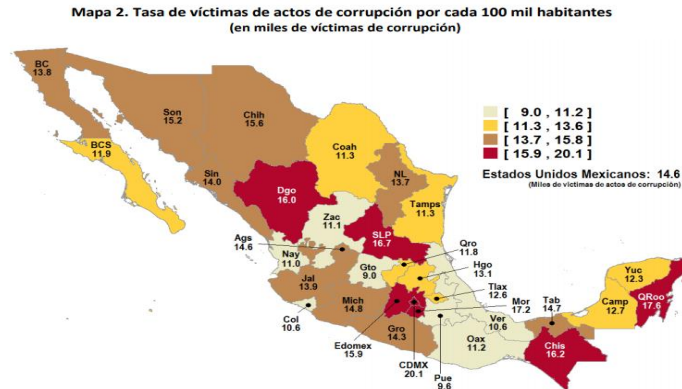 Mapa 2. Tasa de víctimas de actos de corrupción por cada 100 mil habitantes
(en miles de víctimas de corrupción)
BC
13.8
Son
15.2
Chih
15.6
BCS
11.9
Coah
11.3
[ 9.0 , 11.2 ]
[ 11.3 , 13.6 ]
[ 13.7 , 15.8 ]
[ 15.9 , 20.1 ]
Estados Unidos Mexicanos: 14.6
(Miles de víctimas de actos de corrupción)
Sin
14.0
Dgo
16.0
NL
13.7
Tamps
11.3
Zac
11.1
SLP
16.7
Ags
14.6
Nay
11.0
Gto
9.0
Qro
11.8
Hgo
13.1
Tlax
12.6
Jal
13.9
Mich
14.8
Mor
17.2
Col
10.6
Edomex
15.9
Gro
14.3
CDMX
20.1
Pue
9.6
Oax
11.2
Ver
10.6
Tab
14.7
Yuc
12.3
Camp
12.7
QRoo
17.6
Chis
16.2